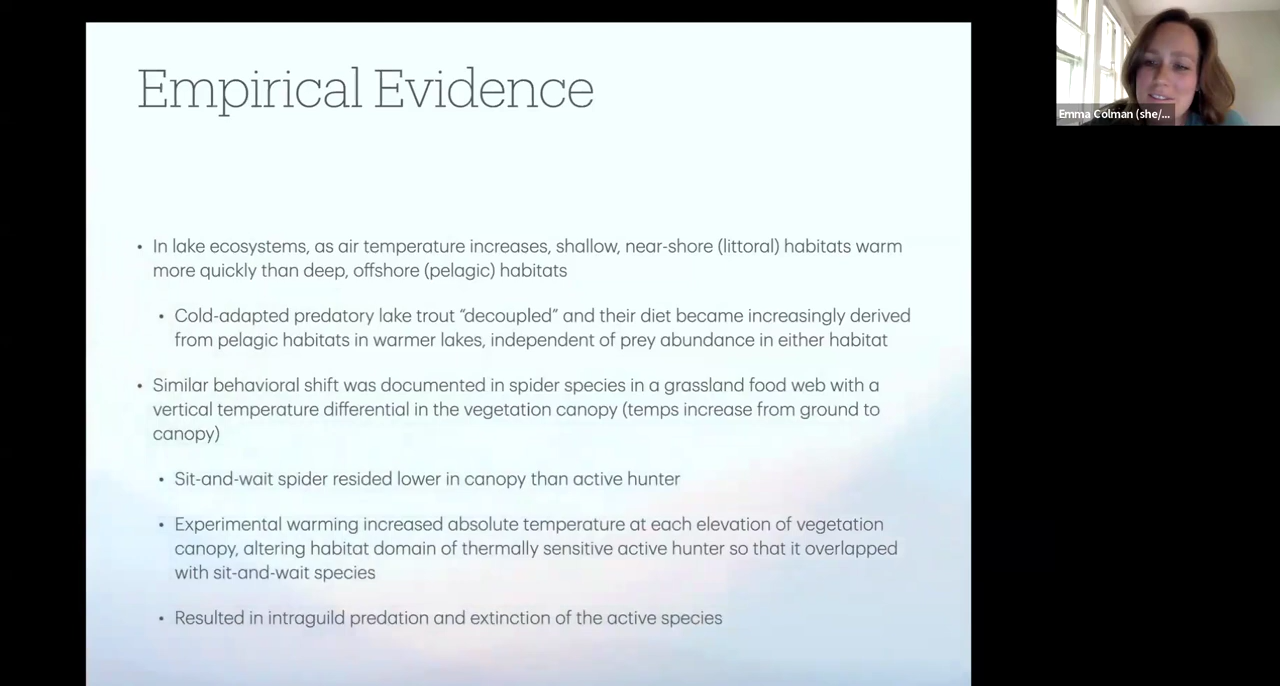 Empirical Evidence
Emma Colman (she/...
• In lake ecosystems, as air temperature increases, shallow, near-shore (littoral) habitats warm
more quickly than deep, offshore (pelagic) habitats
• Cold-adapted predatory lake trout “decoupled” and their diet became increasingly derived
from pelagic habitats in warmer lakes, independent of prey abundance in either habitat
• Similar behavioral shift was documented in spider species in a grassland food web with a
vertical temperature differential in the vegetation canopy (temps increase from ground to
canopy)
• Sit-and-wait spider resided lower in canopy than active hunter
• Experimental warming increased absolute temperature at each elevation of vegetation
canopy, altering habitat domain of thermally sensitive active hunter so that it overlapped
with sit-and-wait species
• Resulted in intraguild predation and extinction of the active species